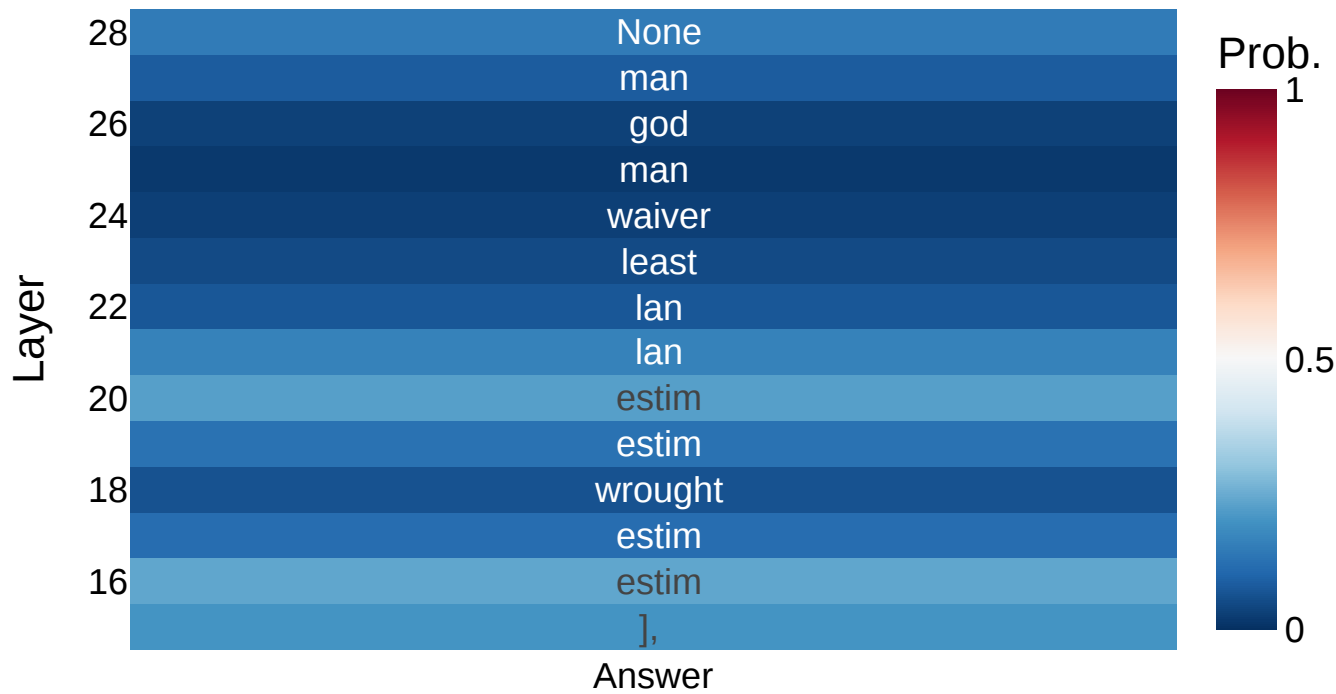 28 None
man
26 god
man
24 waiver
least
22 lan
lan
20 estim
estim
18 wrought
estim
16 estim
],
Answer
Layer
Prob.
1
0.5
0